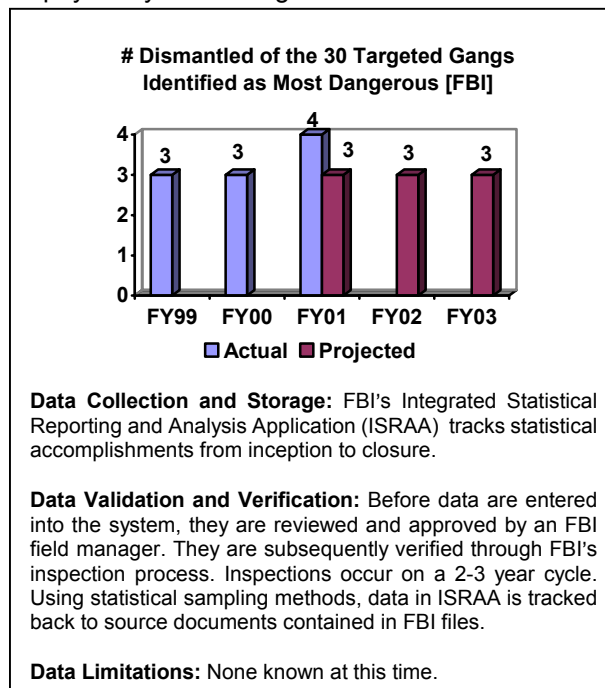 # Dismantled of the 30 Targeted Gangs
Identified as Most Dangerous [FBI]
4
4
3
3
3
3
3
3
2
1
0
FY99 FY00 FY01 FY02 FY03
Actual Projected
Data Collection and Storage: FBI's Integrated Statistical
Reporting and Analysis Application (ISRAA) tracks statistical
accomplishments from inception to closure.
Data Validation and Verification: Before data are entered
into the system, they are reviewed and approved by an FBI
field manager. They are subsequently verified through FBI's
inspection process. Inspections occur on a 2-3 year cycle.
Using statistical sampling methods, data in ISRAA is tracked
back to source documents contained in FBI files.
Data Limitations: None known at this time.